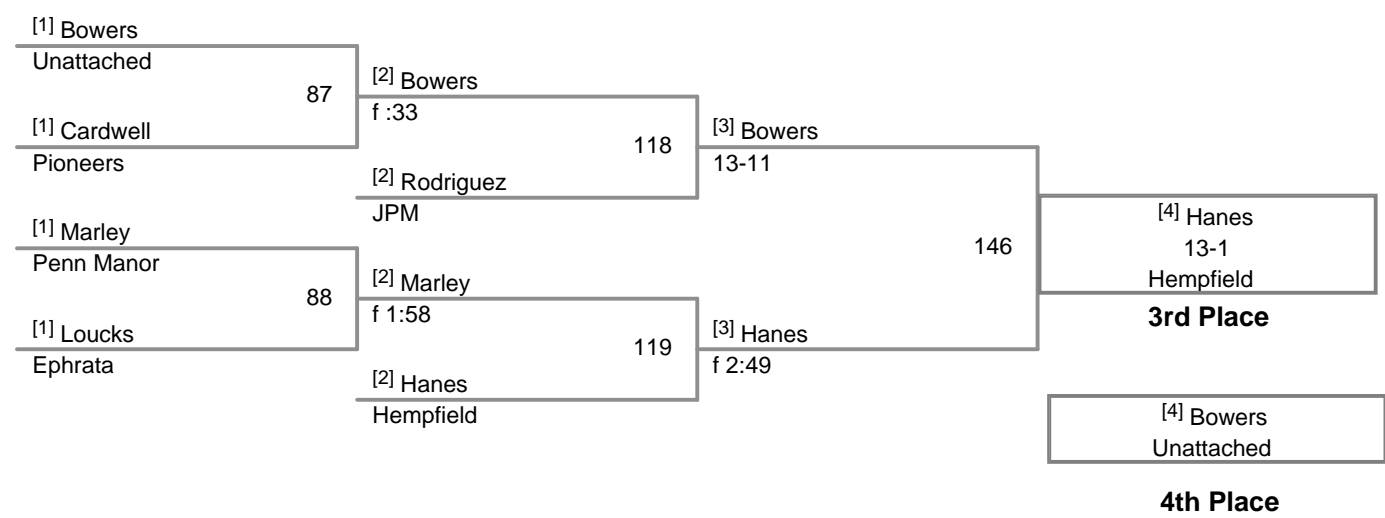 [1] Bowers
Unattached
87
[1] Cardwell
Pioneers
[1] Marley
Penn Manor
88
[1] Loucks
Ephrata
[2] Bowers
f :33
118
[2] Rodriguez
JPM
[2] Marley
f 1:58
119
[2] Hanes
Hempfield
[3] Bowers
13-11
146
[3] Hanes
f 2:49
[4] Hanes
13-1
Hempfield
3rd Place
[4] Bowers
Unattached
4th Place